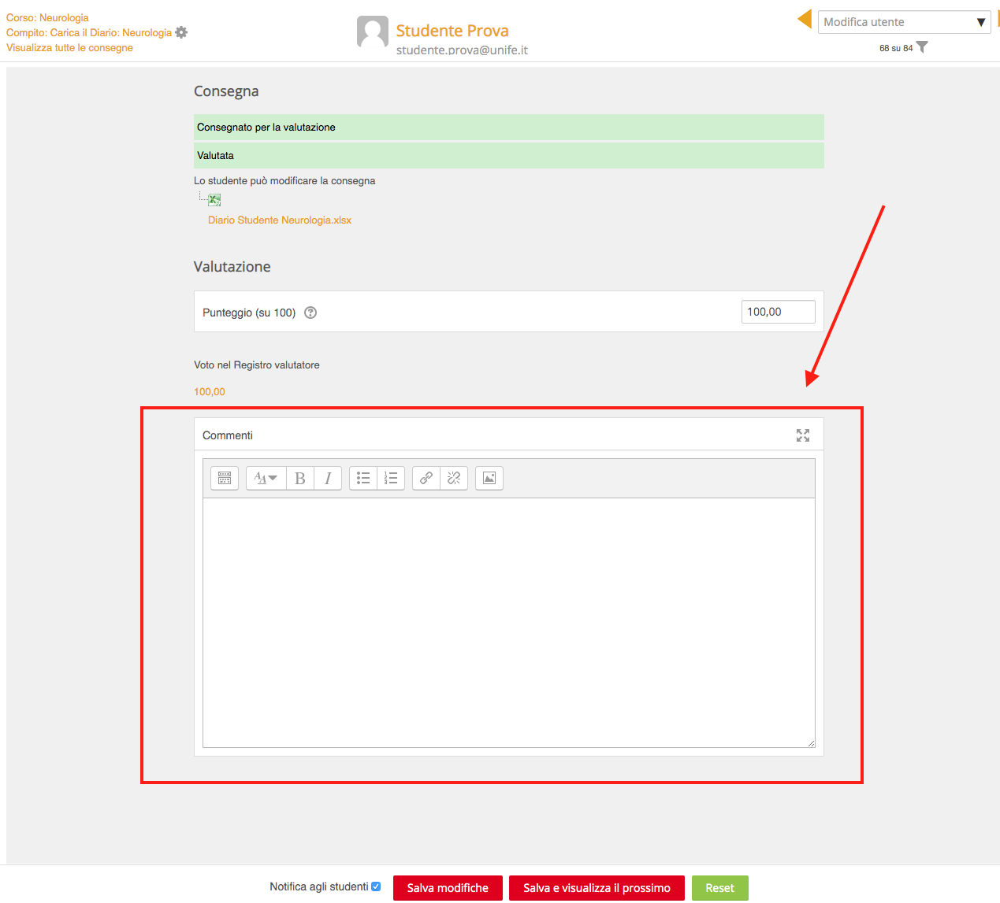 Corso: Neurologia
Compito: Carica il Diario: Neurologia
Visualizza tutte le consegne
Studente Prova
studente.prova@unife.it
Modifica utente
68 su 84
Consegna
Consegnato per la valutazione
Valutata
Lo studente può modificare la consegna
Diario Studente Neurologia.xlsx
Valutazione
Punteggio (su 100)
100,00
Voto nel Registro valutatore
100,00
Commenti
Notifica agli studenti
Salva modifiche
Salva e visualizza il prossimo
Reset